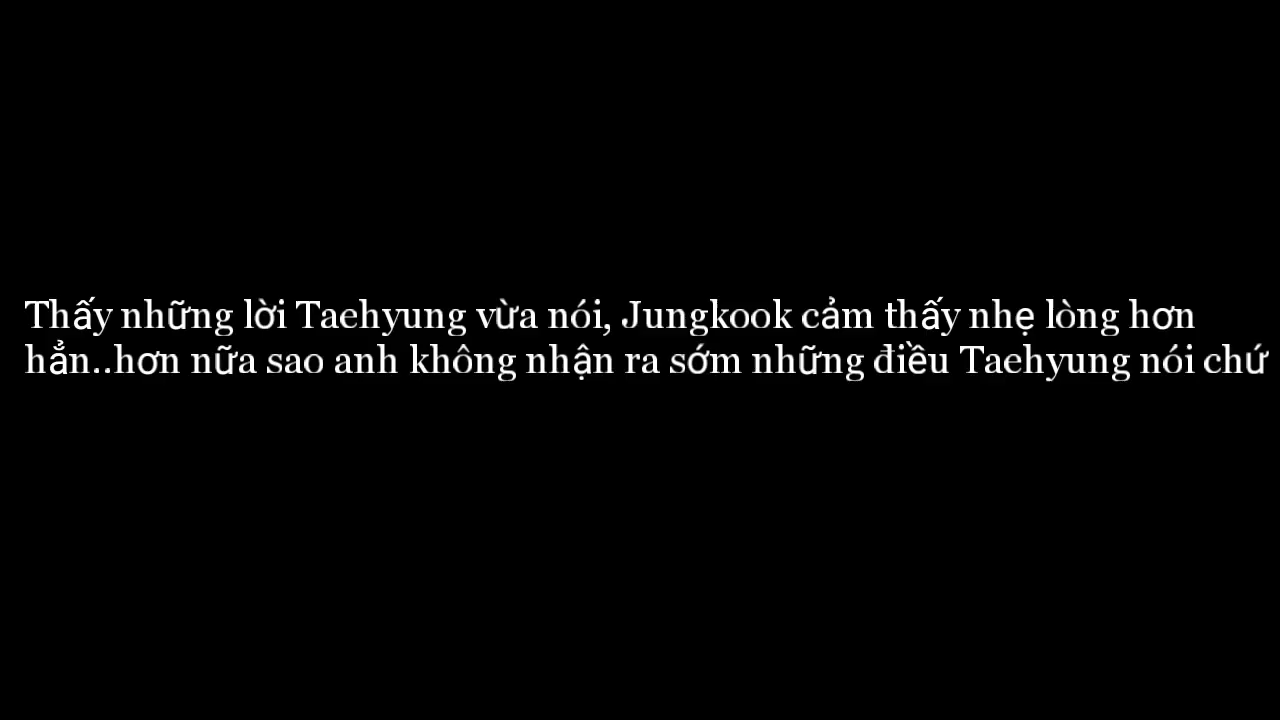 Thấy những lời Taehyung vừa nói, Jungkook cảm thấy nhẹ lòng hơn
hẳn..hơn nữa sao anh không nhận ra sớm những điều Taehyung nói chứ